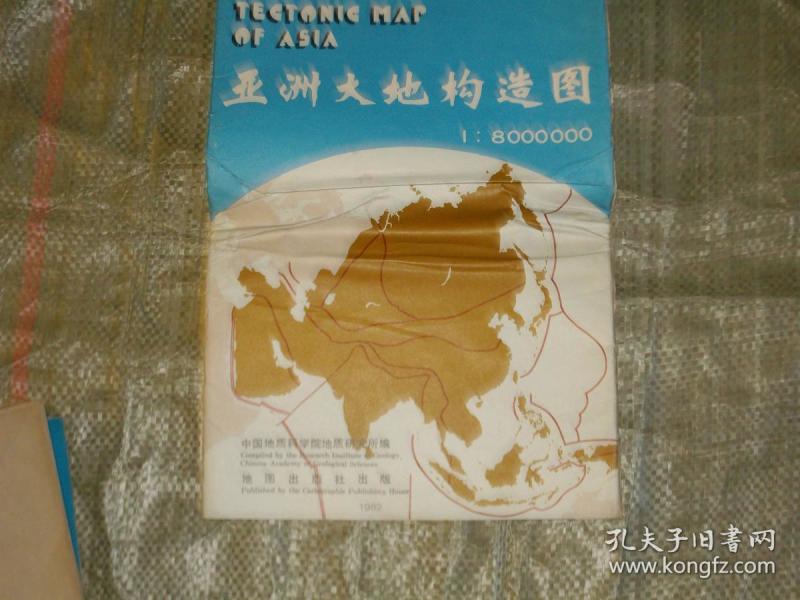 TECTONIC MAP
OF ASIA
亚洲大地构造图
1:8000000
中国地质科学院地质研究所编
Compiled by the Research Institute of Geology,
Chinese Academy of Geological Sciences
地图出版社出版
Published by the Cartographic Publishing House
1982
孔夫子旧书网
www.kongfz.com